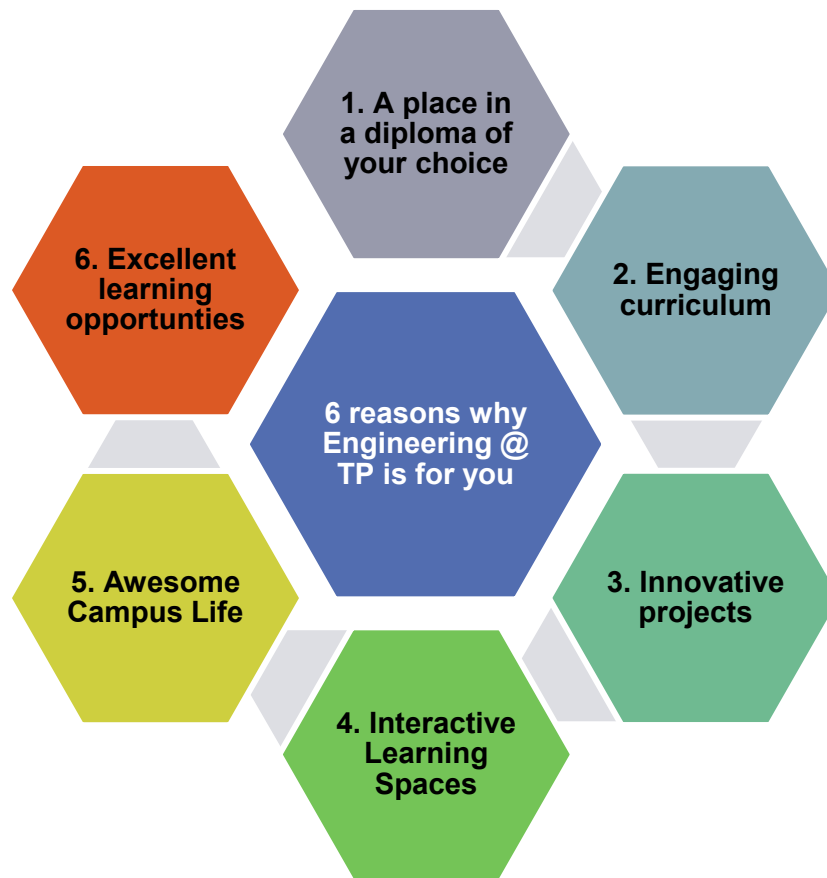 1. A place in
a diploma of
your choice
6. Excellent
learning
opportunties
2. Engaging
curriculum
6 reasons why
Engineering @
TP is for you
5. Awesome
Campus Life
3. Innovative
projects
4. Interactive
Learning
Spaces